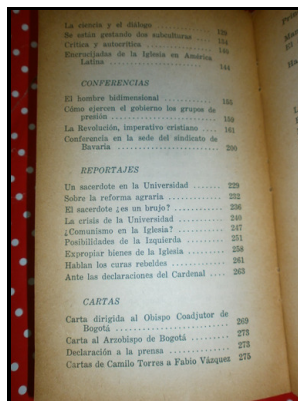 La ciencia y el diálogo
Se están gestando dos subculturas
Crítica y autocrítica
Encrucijadas de la Iglesia en América
Latina 144
CONFERENCIAS
El hombre bidimensional
Cómo ejercen el gobierno los grupos de
presión
La Revolución, imperativo cristiano 161
Conferencia en la sede del sindicato de
Bavaria
REPORTAJES
Un sacerdote en la Universidad 229
Sobre la reforma agraria 232
El sacerdote ¿es un brujo? 236
La crisis de la Universidad 240
¿Comunismo en la Iglesia? 247
Posibilidades de la Izquierda 251
Expropiar bienes de la Iglesia 258
Hablan los curas rebeldes 261
Ante las declaraciones del Cardenal 263
CARTAS
Carta dirigida al Obispo Coadjutor de
Bogotá 269
Carta al Arzobispo de Bogotá 273
Declaración a la prensa 273
Cartas de Camilo Torres a Fabio Vázquez 275